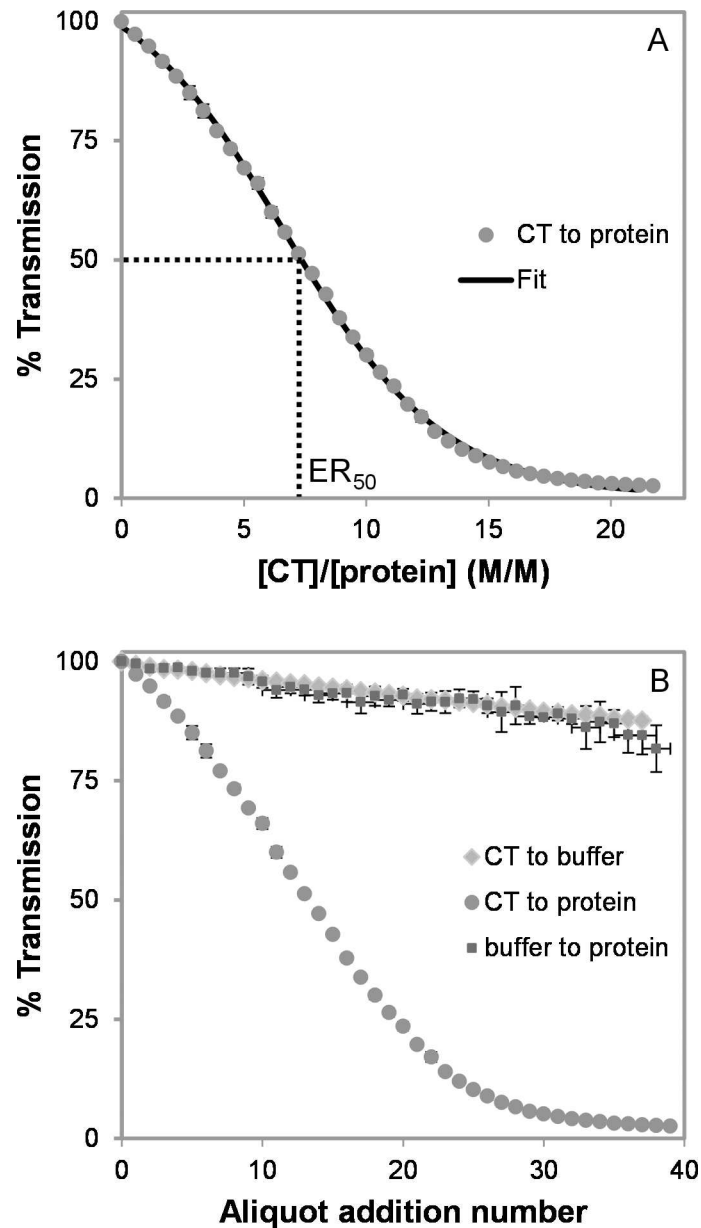 A
100
75
50
25
0
% Transmission
CT to protein
Fit
ER50
0 5 10 15 20
[CT]/[protein] (M/M)
B
100
75
50
25
0
% Transmission
CT to buffer
CT to protein
buffer to protein
0 10 20 30 40
Aliquot addition number